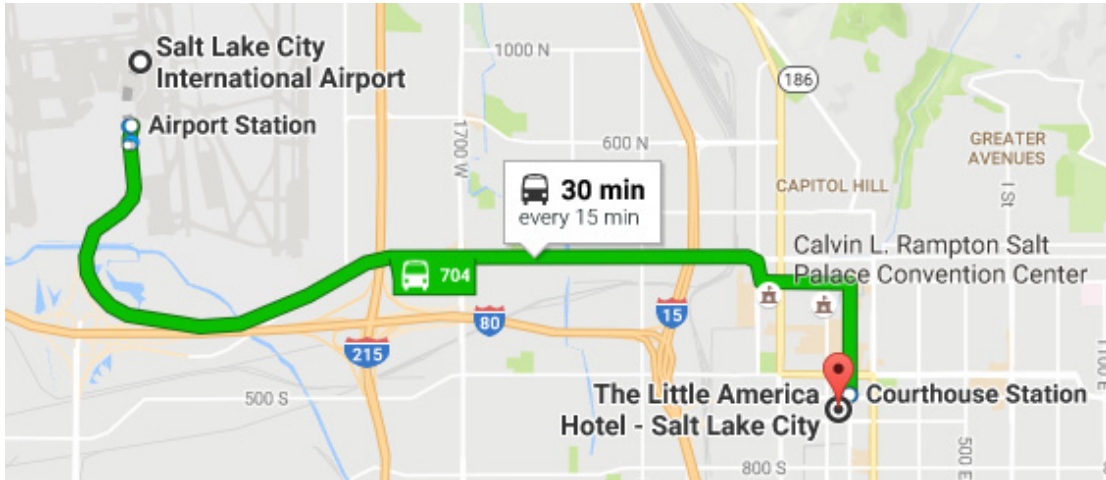 Salt Lake City
International Airport
Airport Station
1000 N
186
1700 W
600 N
GREATER
AVENUES
I St
CAPITOL HILL
30 min
every 15 min
Calvin L. Rampton Salt
Palace Convention Center
704
80
15
215
1100 E
500 S
The Little America
Hotel - Salt Lake City
Courthouse Station
500 E
800 S